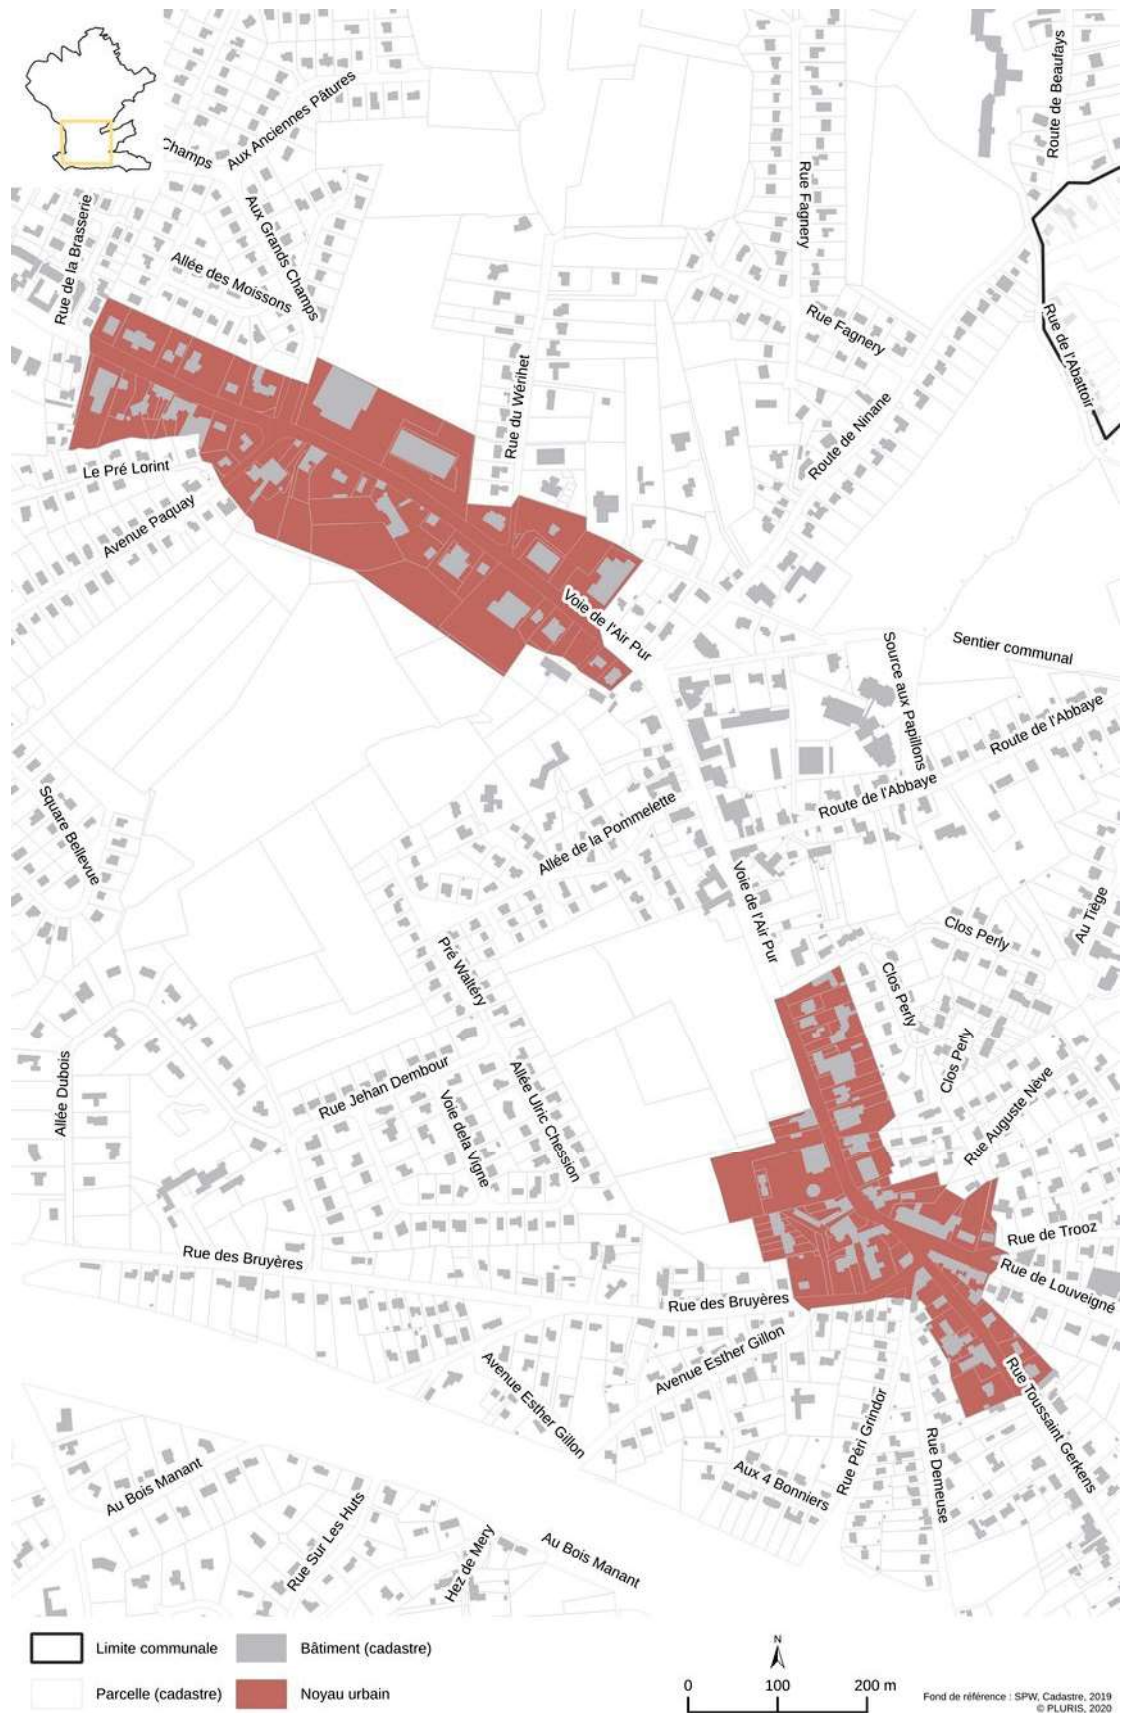 Route de Beaufays
Aux Anciennes Pâtures
Champs
Rue Fagnery
Rue de la Brasserie
Aux Grands Champs
Allée des Moissons
Rue Fagnery
Rue de l'Abattoir
Rue du Wérihet
Route de Ninane
Le Pré Lorint
Avenue Paquay
Voie de l'Air Pur
Sentier communal
Source aux Papillons
Route de l'Abbaye
Route de l'Abbaye
Square Bellevue
Allée de la Pommelette
Voie de l'Air Pur
Au Tiège
Clos Perly
Clos Perly
Pré Waltéry
Clos Perly
Allée Dubois
Rue Jehan Dembour
Allée Ulric Chession
Voie dela Vigne
Rue Auguste Nève
Rue de Trooz
Rue des Bruyères
Rue de Louveigné
Rue des Bruyères
Avenue Esther Gillon
Avenue Esther Gillon
Rue Toussaint Gerkens
Rue Péri Grindor
Rue Demeuse
Aux 4 Bonniers
Au Bois Manant
Rue Sur Les Huts
Hez de Mery
Au Bois Manant
Limite communale
Bâtiment (cadastre)
Parcelle (cadastre)
Noyau urbain
N
0 100 200 m
Fond de référence : SPW, Cadastre, 2019
© PLURIS, 2020